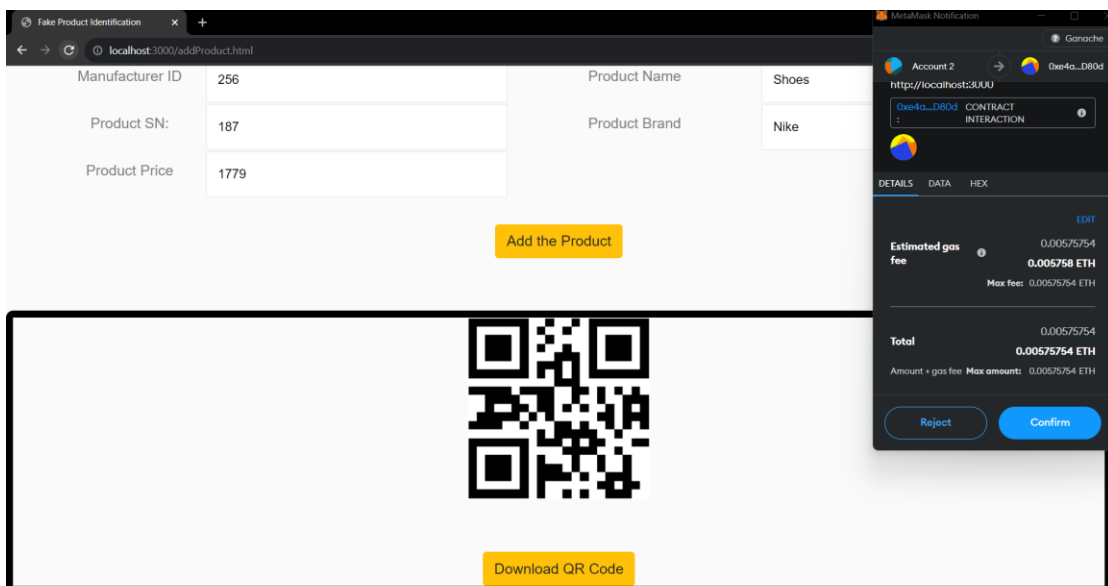 Fake Product Identification
localhost:3000/addProduct.html
Manufacturer ID 256 Product Name Shoes
Product SN: 187 Product Brand Nike
Product Price 1779
Add the Product
Download QR Code
MetaMask Notification
Ganache
Account 2 0xe4a...D80d
http://localhost:3000
0xe4a...D80d CONTRACT
: INTERACTION
DETAILS DATA HEX
EDIT
Estimated gas 0.00575754
fee 0.005758 ETH
Max fee: 0.00575754 ETH
Total 0.00575754
0.00575754 ETH
Amount + gas fee Max amount: 0.00575754 ETH
Reject Confirm